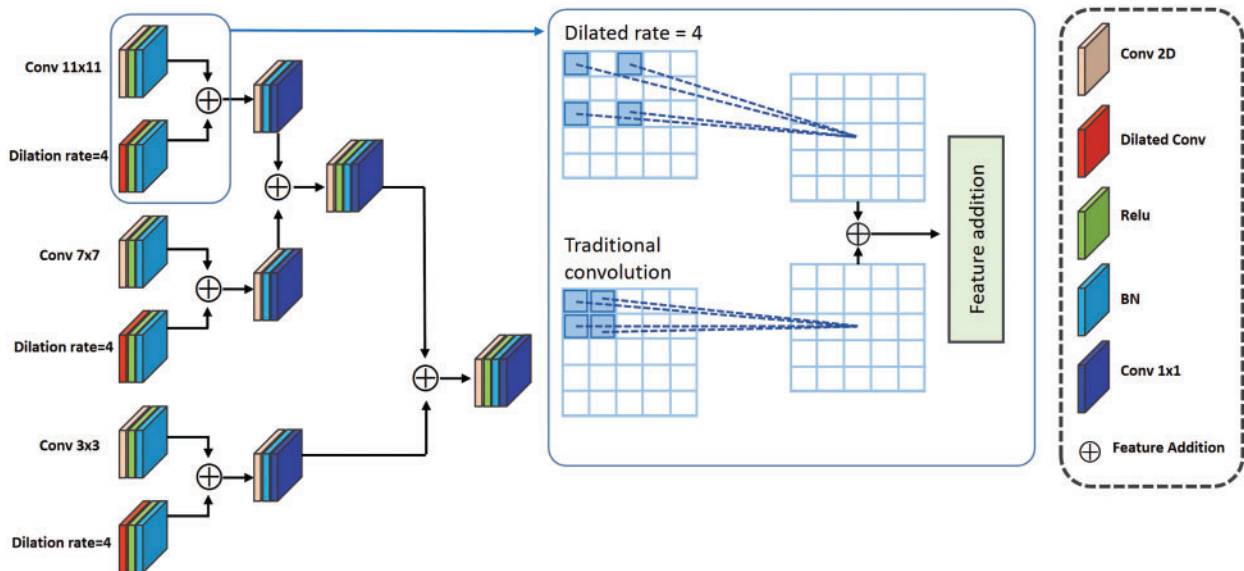 Conv 11x11
Dilation rate=4
Conv 7x7
Dilation rate=4
Conv 3x3
Dilation rate=4
Dilated rate = 4
Traditional
convolution
Feature addition
Conv 2D
Dilated Conv
Relu
BN
Conv 1x1
Feature Addition